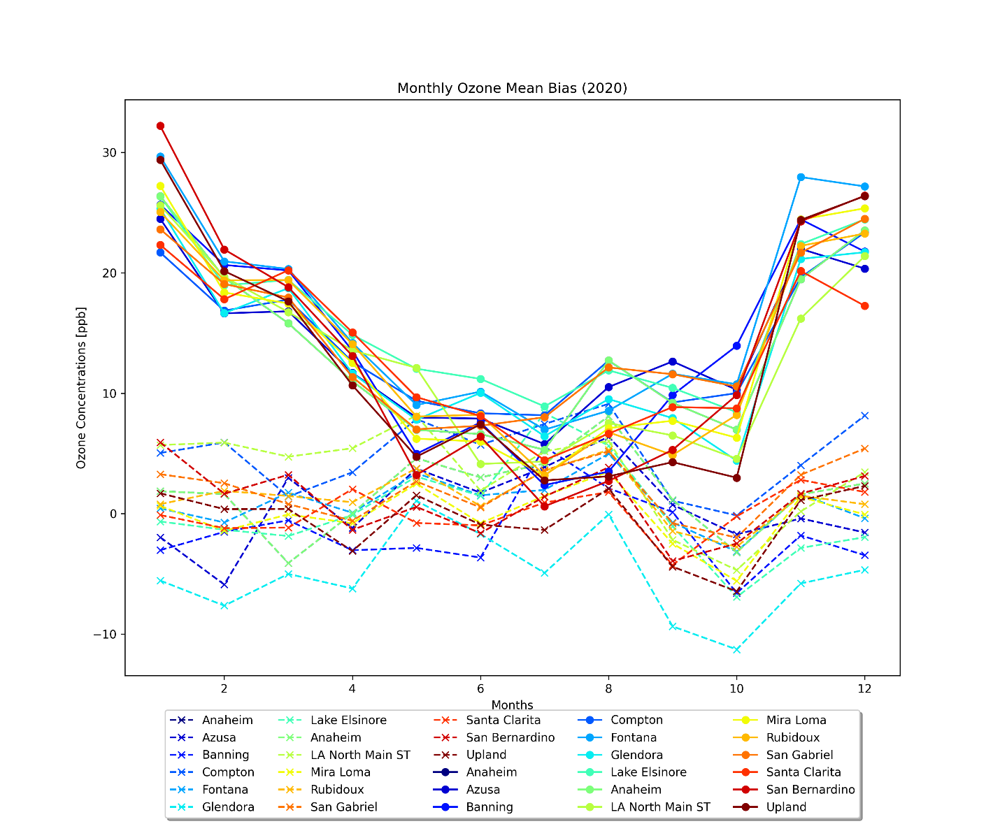 Monthly Ozone Mean Bias (2020)
Ozone Concentrations [ppb]
30
20
10
0
−10
2 4 6 8 10 12
Months
Anaheim Lake Elsinore Santa Clarita Compton Mira Loma
Azusa Anaheim San Bernardino Fontana Rubidoux
Banning LA North Main ST Upland Glendora San Gabriel
Compton Mira Loma Anaheim Lake Elsinore Santa Clarita
Fontana Rubidoux Azusa Anaheim San Bernardino
Glendora San Gabriel Banning LA North Main ST Upland